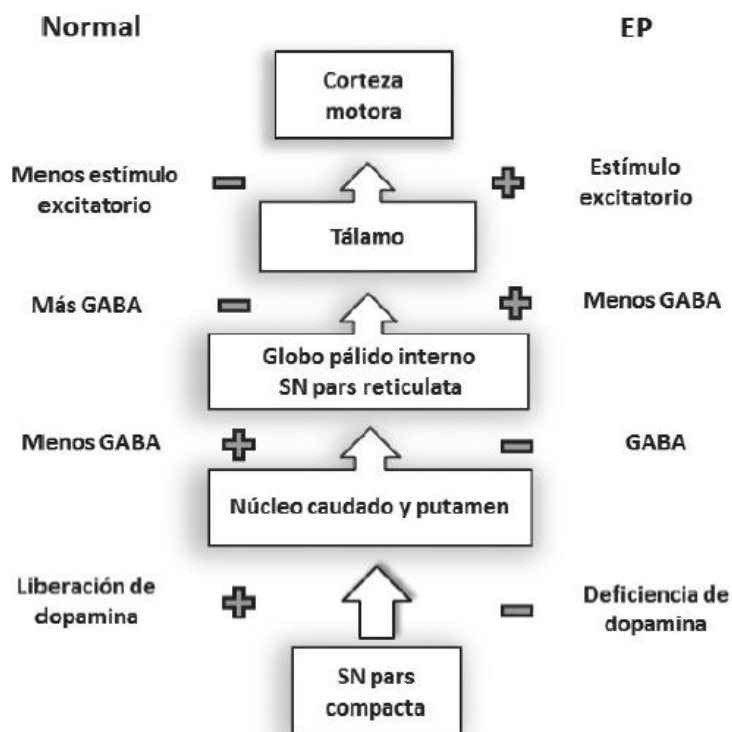 Normal
EP
Corteza
motora
Menos estímulo
excitatorio
Estímulo
excitatorio
Tálamo
Más GABA
Menos GABA
Globo pálido interno
SN pars reticulata
Menos GABA
GABA
Núcleo caudado y putamen
Liberación de
dopamina
Deficiencia de
dopamina
SN pars
compacta